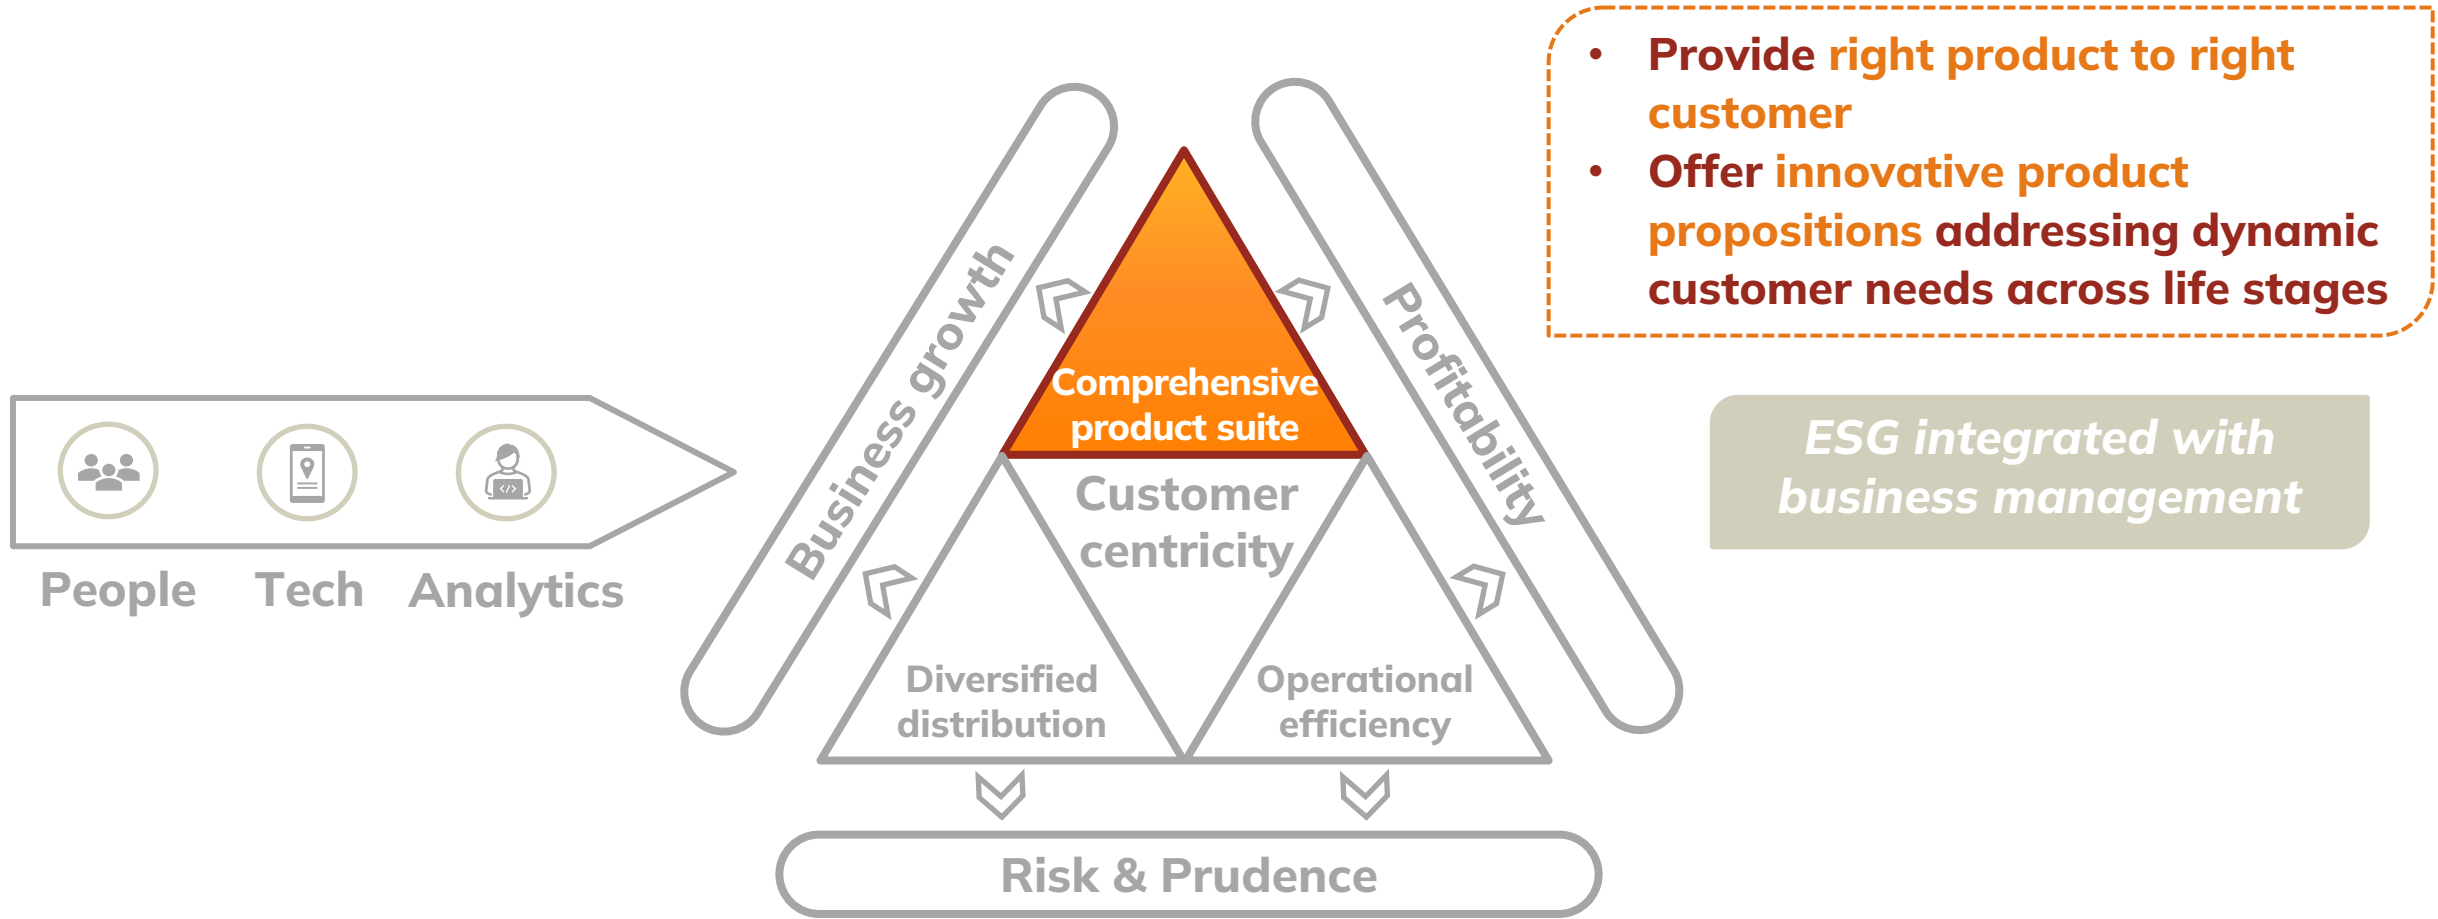 • Provide right product to right
customer
• Offer innovative product
propositions addressing dynamic
customer needs across life stages
Business growth
Profitability
Comprehensive
product suite
ESG integrated with
business management
Customer
centricity
People
Tech
Analytics
Diversified
distribution
Operational
efficiency
Risk & Prudence